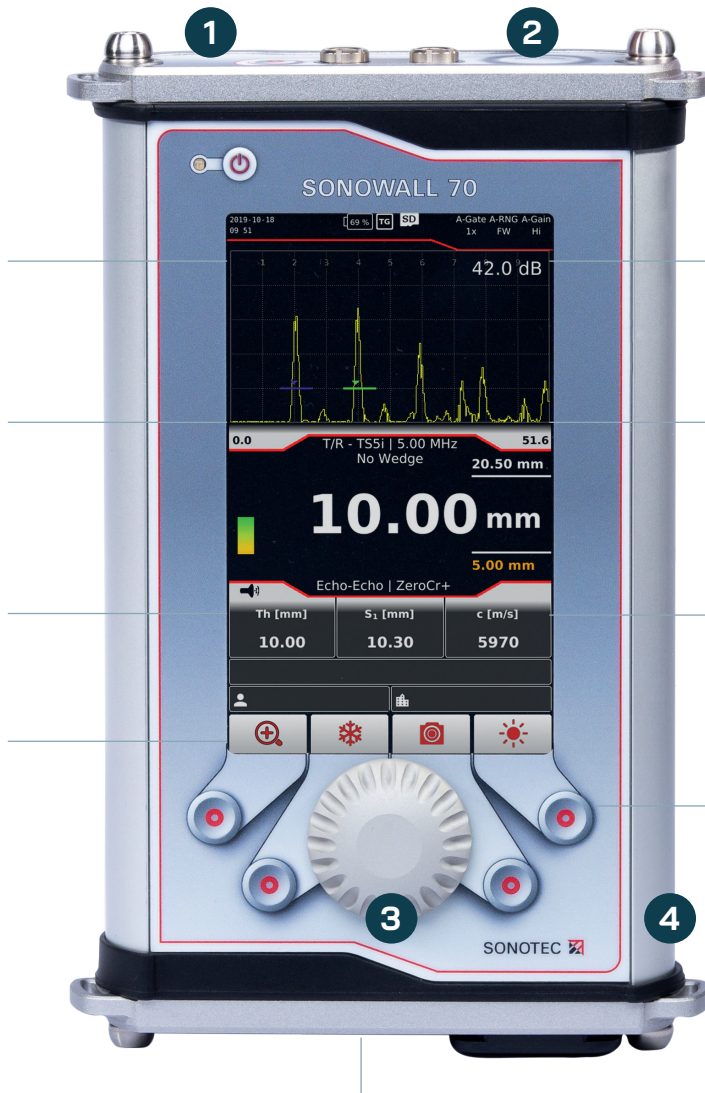 1
2
SONOWALL 70
2019-10-18
09 51
69 %
TG
SD
A-Gate A-RNG A-Gain
1x FW Hi
1 2 3 4 5 6 7 8 9
42.0 dB
0.0
51.6
T/R - TS5i | 5.00 MHz
No Wedge
20.50 mm
10.00 mm
5.00 mm
Echo-Echo | ZeroCr+
Th [mm] S₁ [mm] c [m/s]
10.00 10.30 5970
3
4
SONOTEC